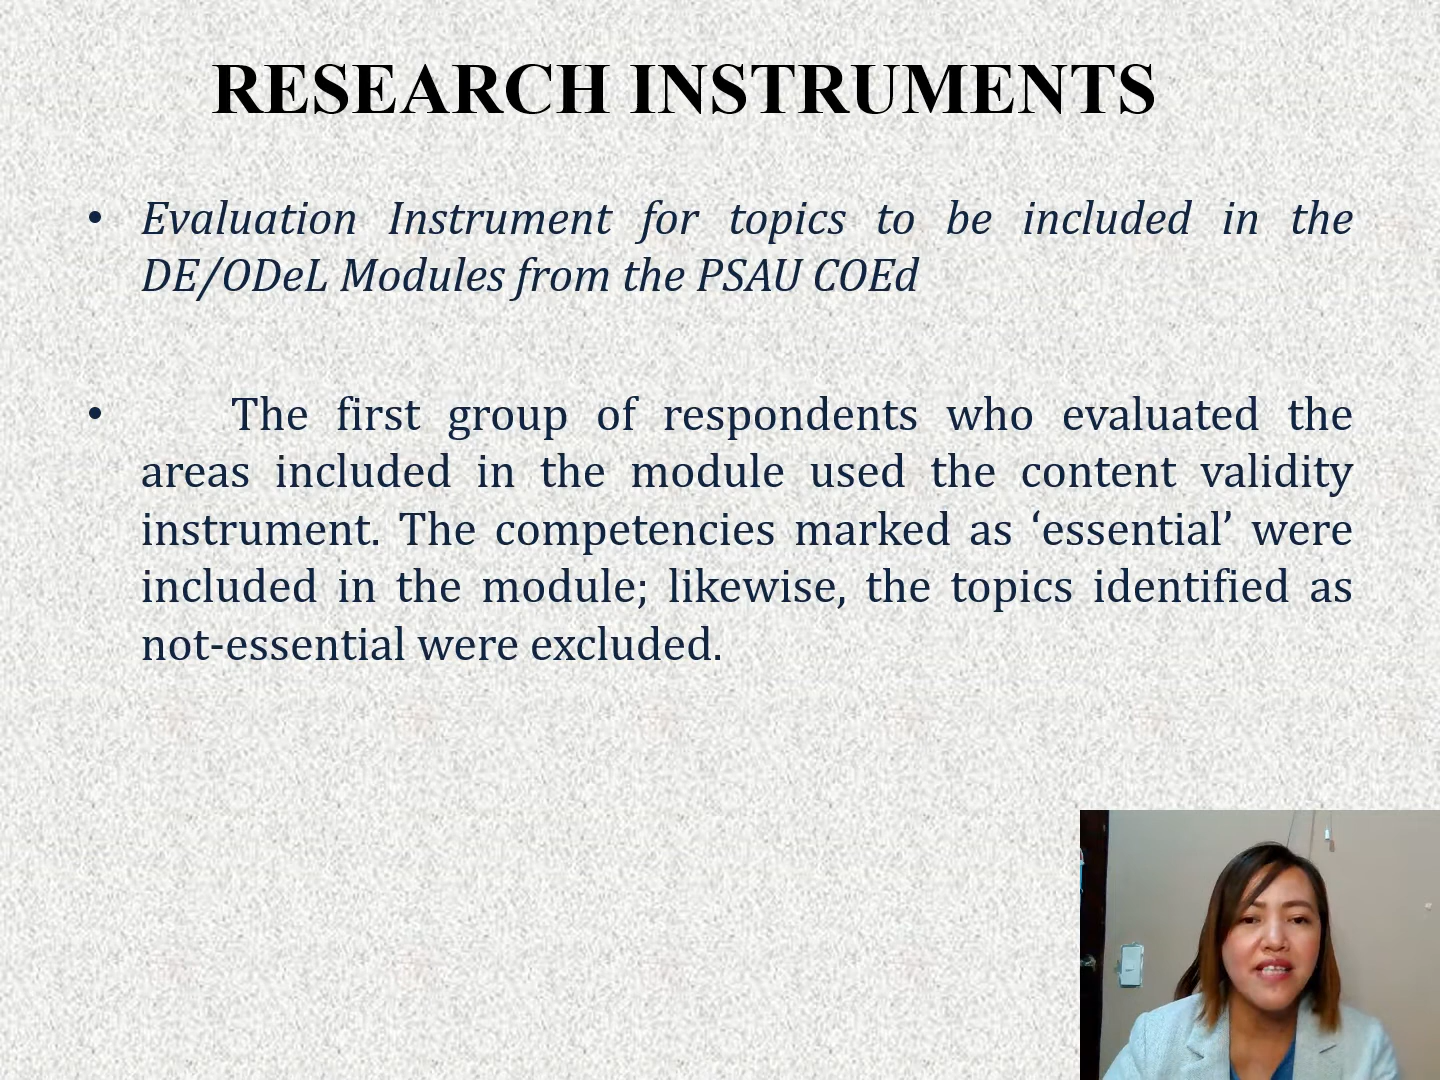 RESEARCH INSTRUMENTS
• Evaluation Instrument for topics to be included in the
DE/ODeL Modules from the PSAU COEd
• The first group of respondents who evaluated the
areas included in the module used the content validity
instrument. The competencies marked as ‘essential’ were
included in the module; likewise, the topics identified as
not-essential were excluded.